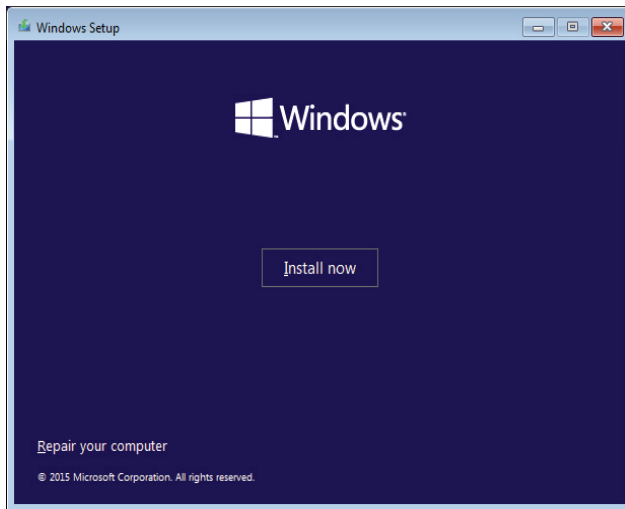 Windows Setup
Windows
Install now
Repair your computer
© 2015 Microsoft Corporation. All rights reserved.